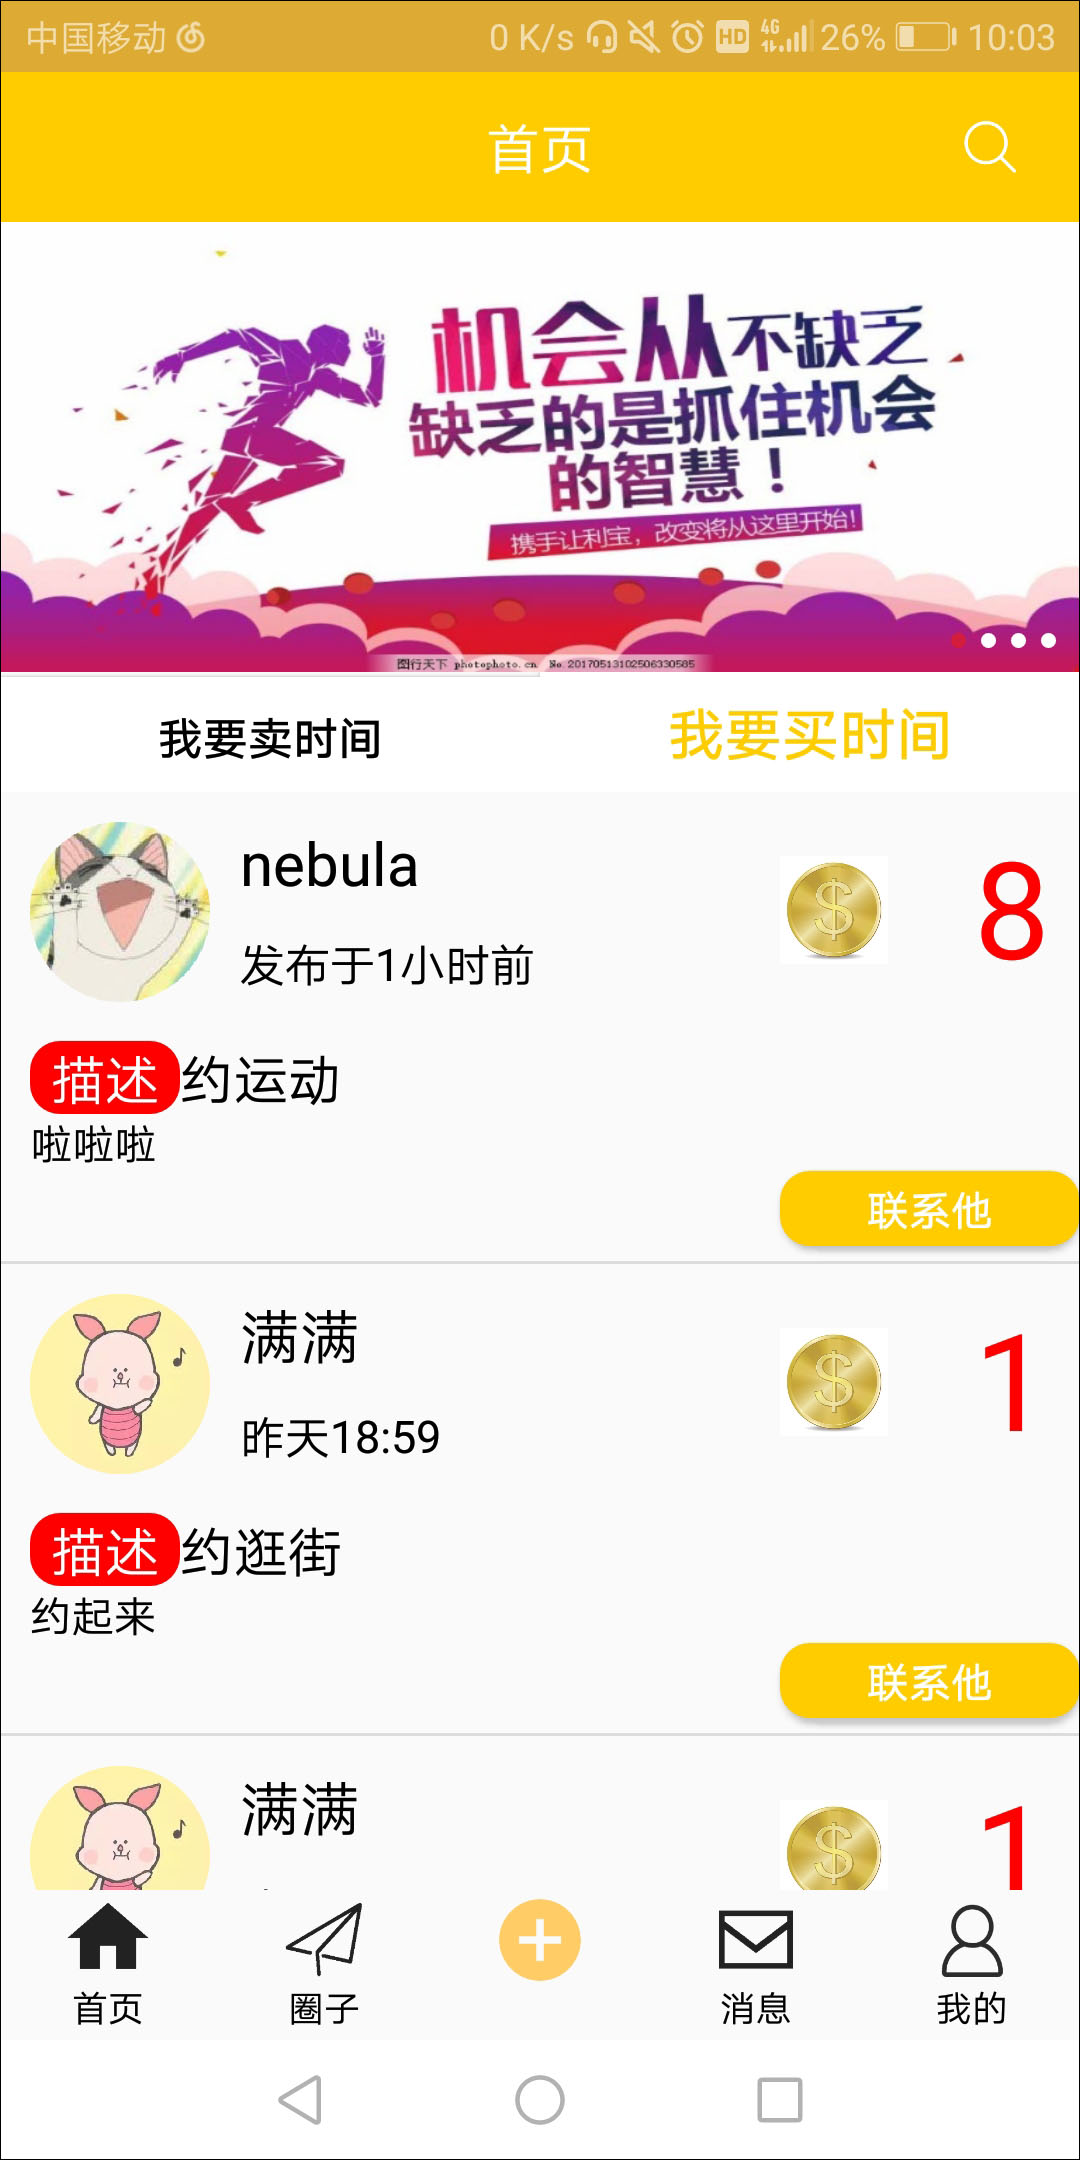 中国移动 0 K/s HD 4G 26% 10:03
首页
机会从不缺乏
缺乏的是抓住机会
的智慧！
携手让利宝，改变将从这里开始!
图行天下 photophoto.cn No.20170513102506330585
我要卖时间 我要买时间
nebula 8
发布于1小时前
描述约运动
啦啦啦
联系他
满满 1
昨天18:59
描述约逛街
约起来
联系他
满满 1
首页 圈子 消息 我的